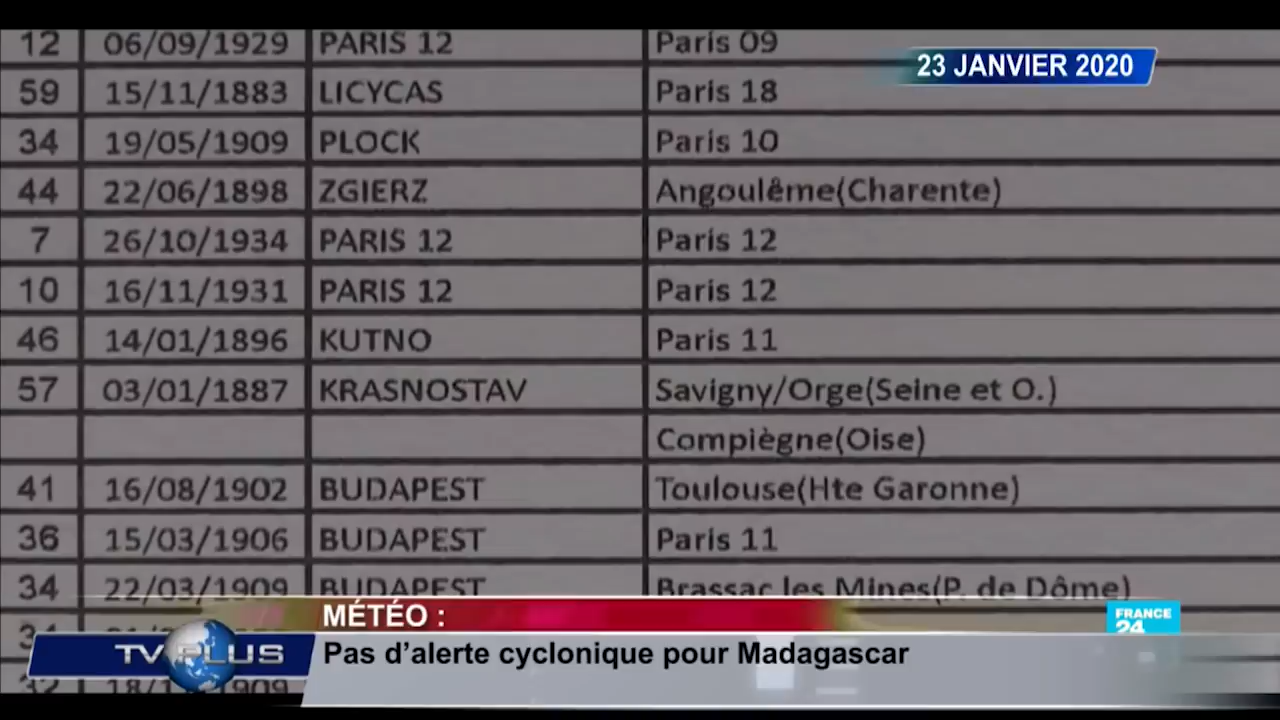 12 06/09/1929 PARIS 12 Paris 09
23 JANVIER 2020
59 15/11/1883 LICYCAS Paris 18
34 19/05/1909 PLOCK Paris 10
44 22/06/1898 ZGIERZ Angoulême(Charente)
7 26/10/1934 PARIS 12 Paris 12
10 16/11/1931 PARIS 12 Paris 12
46 14/01/1896 KUTNO Paris 11
57 03/01/1887 KRASNOSTAV Savigny/Orge(Seine et O.)
Compiègne(Oise)
41 16/08/1902 BUDAPEST Toulouse(Hte Garonne)
36 15/03/1906 BUDAPEST Paris 11
34 22/03/1909 BUDAPEST Brassac les Mines(P. de Dôme)
MÉTÉO :
FRANCE 24
TV PLUS
Pas d'alerte cyclonique pour Madagascar